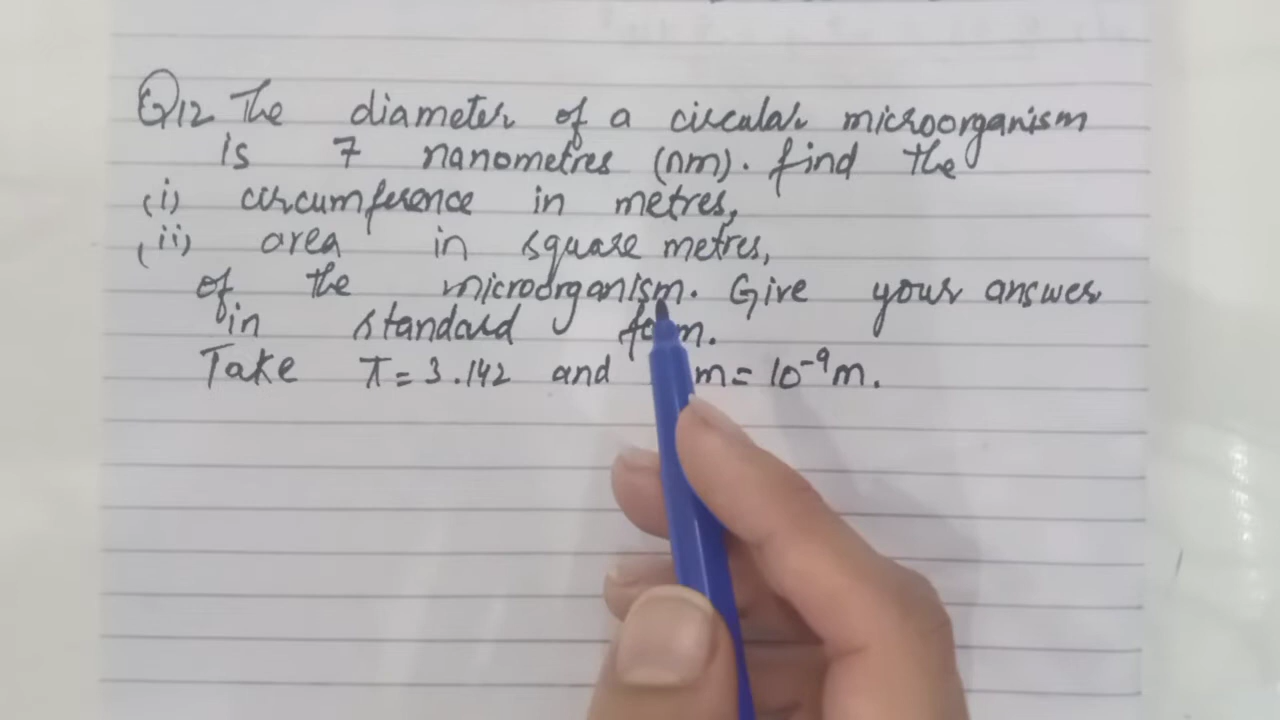 Q12 The diameter of a circular microorganism
is 7 nanometres (nm). find the
(i) circumference in metres,
(ii) area in square metres,
of the microorganism. Give your answer
in standard form.
Take π = 3.142 and m = 10⁻⁹m.